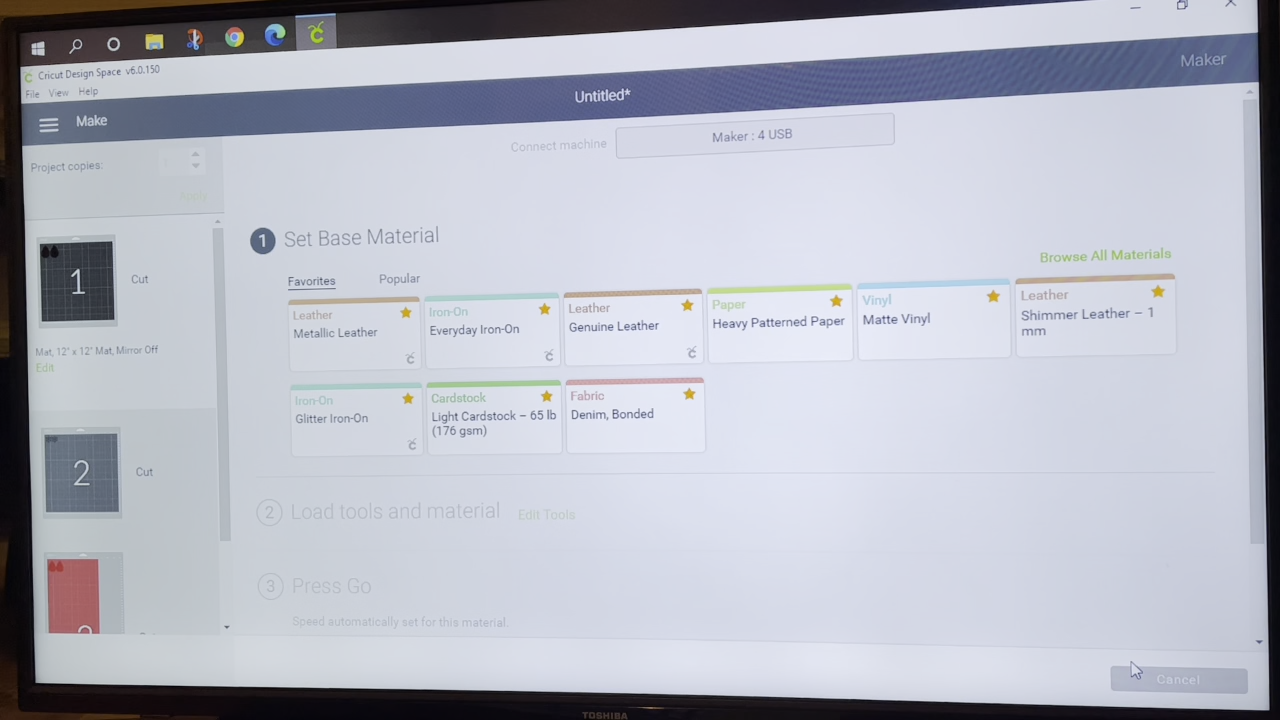 Cricut Design Space v6.0.150
File View Help
Make
Untitled*
Maker
Project copies:
Apply
Connect machine
Maker : 4 USB
1
Cut
Mat, 12" x 12" Mat, Mirror Off
Edit
2
Cut
1 Set Base Material
Browse All Materials
Favorites Popular
Leather
Metallic Leather
Iron-On
Everyday Iron-On
Leather
Genuine Leather
Paper
Heavy Patterned Paper
Vinyl
Matte Vinyl
Leather
Shimmer Leather – 1
mm
Iron-On
Glitter Iron-On
Cardstock
Light Cardstock – 65 lb
(176 gsm)
Fabric
Denim, Bonded
2 Load tools and material Edit Tools
3 Press Go
Speed automatically set for this material.
Cancel
TOSHIBA